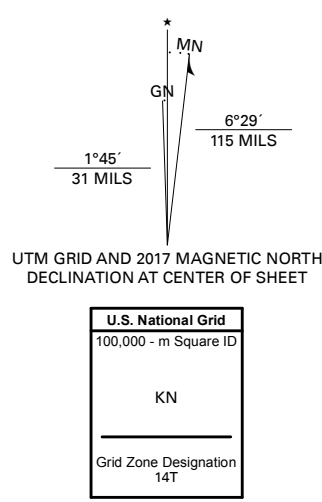 ★
MN
GN
6°29´
115 MILS
1°45´
31 MILS
UTM GRID AND 2017 MAGNETIC NORTH
DECLINATION AT CENTER OF SHEET
U.S. National Grid
100,000 - m Square ID
KN
Grid Zone Designation
14T